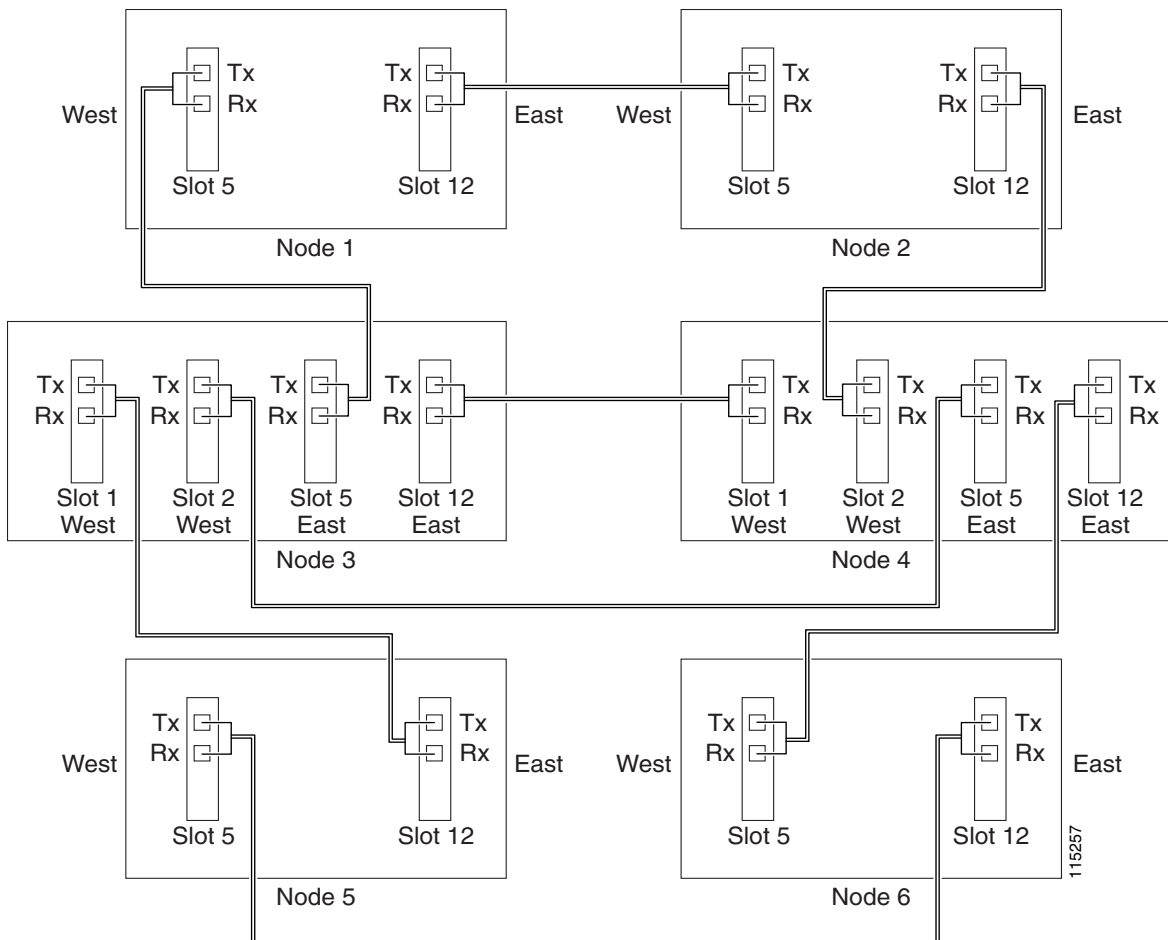 Tx Tx Tx Tx
West Rx Rx East West Rx Rx East
Slot 5 Slot 12 Slot 5 Slot 12
Node 1 Node 2
Tx Tx Tx Tx Tx Tx Tx Tx
Rx Rx Rx Rx Rx Rx Rx Rx
Slot 1 Slot 2 Slot 5 Slot 12 Slot 1 Slot 2 Slot 5 Slot 12
West West East East West West East East
Node 3 Node 4
Tx Tx Tx Tx
West Rx Rx East West Rx Rx East
Slot 5 Slot 12 Slot 5 Slot 12
115257
Node 5 Node 6